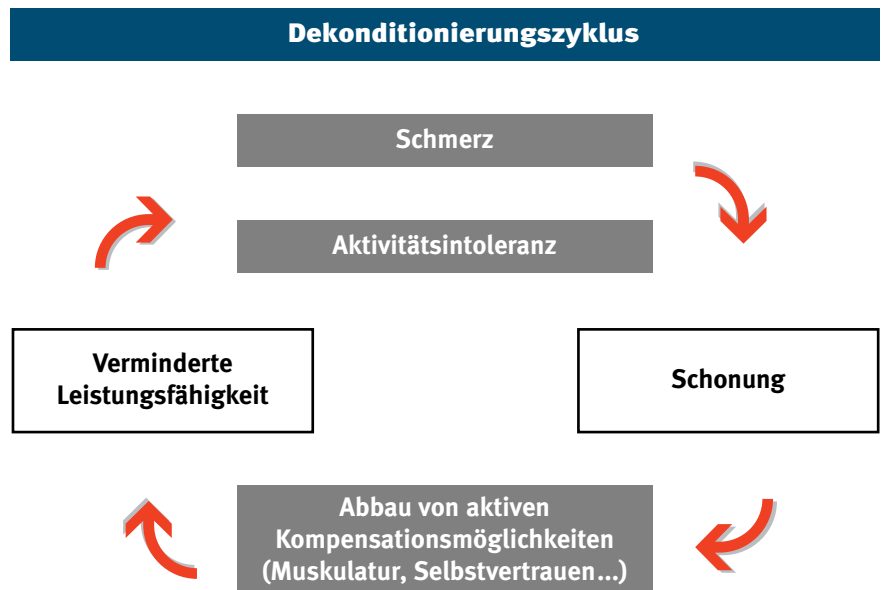 Dekonditionierungszyklus
Schmerz
Aktivitätsintoleranz
Verminderte
Leistungsfähigkeit
Schonung
Abbau von aktiven
Kompensationsmöglichkeiten
(Muskulatur, Selbstvertrauen...)